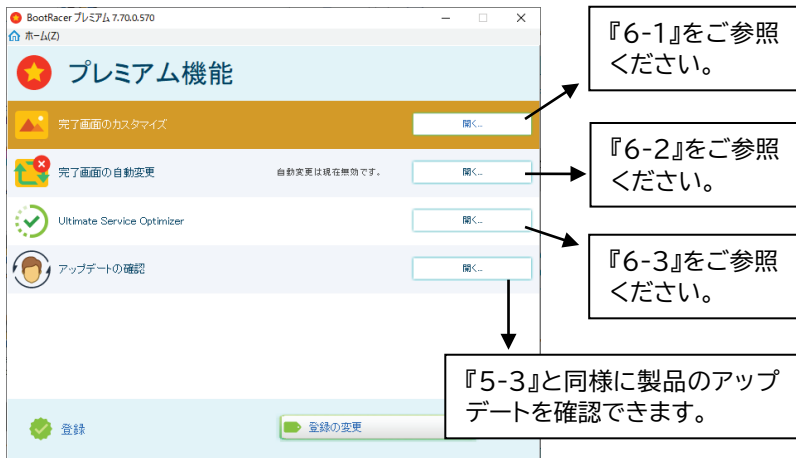 BootRacer プレミアム 7.70.0.570
ホーム(Z)
プレミアム機能
完了画面のカスタマイズ
開く...
完了画面の自動変更
自動変更は現在無効です。
開く...
Ultimate Service Optimizer
開く...
アップデートの確認
開く...
登録
登録の変更
『6-1』をご参照
ください。
『6-2』をご参照
ください。
『6-3』をご参照
ください。
『5-3』と同様に製品のアップ
デートを確認できます。